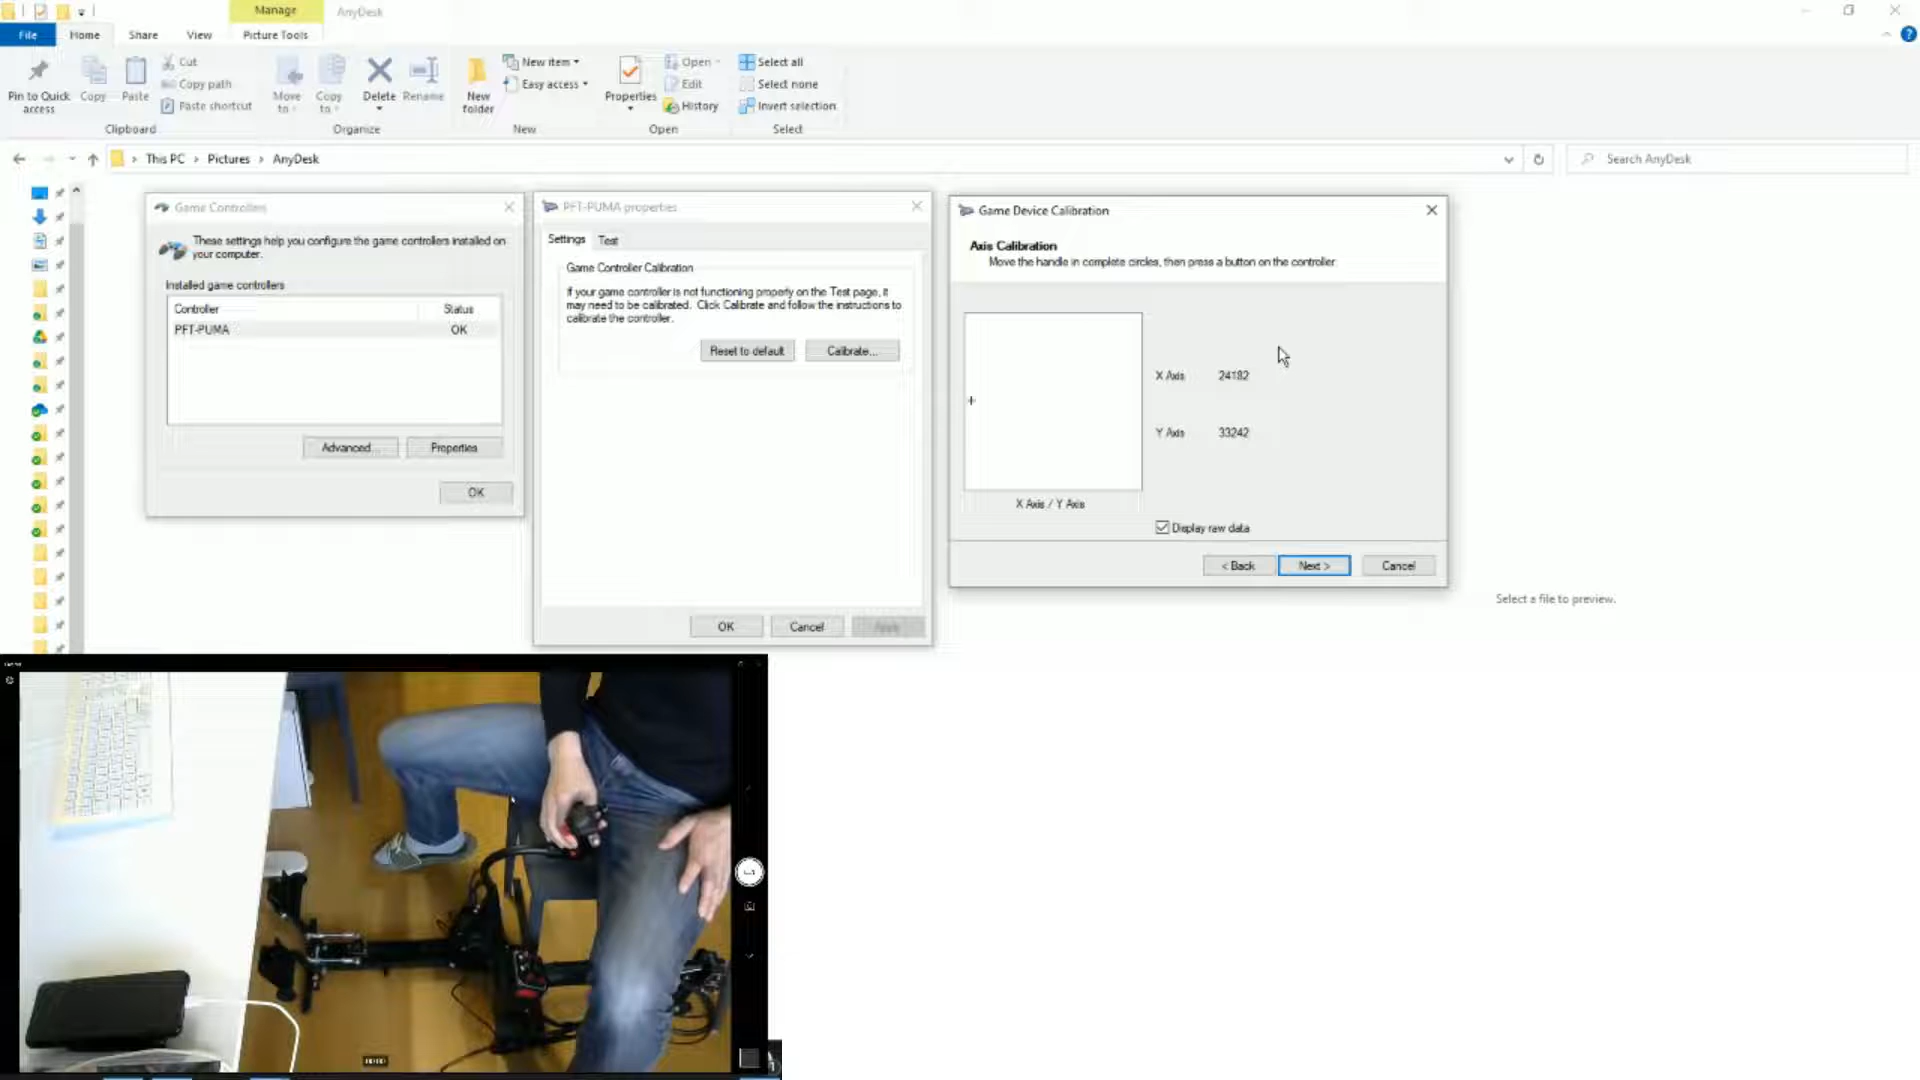 Manage
AnyDesk
File
Home
Share
View
Picture Tools
Pin to Quick access
Copy
Paste
Cut
Copy path
Paste shortcut
Clipboard
Move to
Copy to
Delete
Rename
Organize
New folder
New item
Easy access
New
Properties
Open
Edit
History
Open
Select all
Select none
Invert selection
Select
This PC > Pictures > AnyDesk
Search AnyDesk
Game Controllers
These settings help you configure the game controllers installed on
your computer.
Installed game controllers
Controller Status
PFT-PUMA OK
Advanced...
Properties
OK
PFT-PUMA properties
Settings
Test
Game Controller Calibration
If your game controller is not functioning properly on the Test page, it
may need to be calibrated. Click Calibrate and follow the instructions to
calibrate the controller.
Reset to default
Calibrate...
OK
Cancel
Apply
Game Device Calibration
Axis Calibration
Move the handle in complete circles, then press a button on the controller.
X Axis 24182
Y Axis 33242
X Axis / Y Axis
Display raw data
< Back
Next >
Cancel
Select a file to preview.
00:00